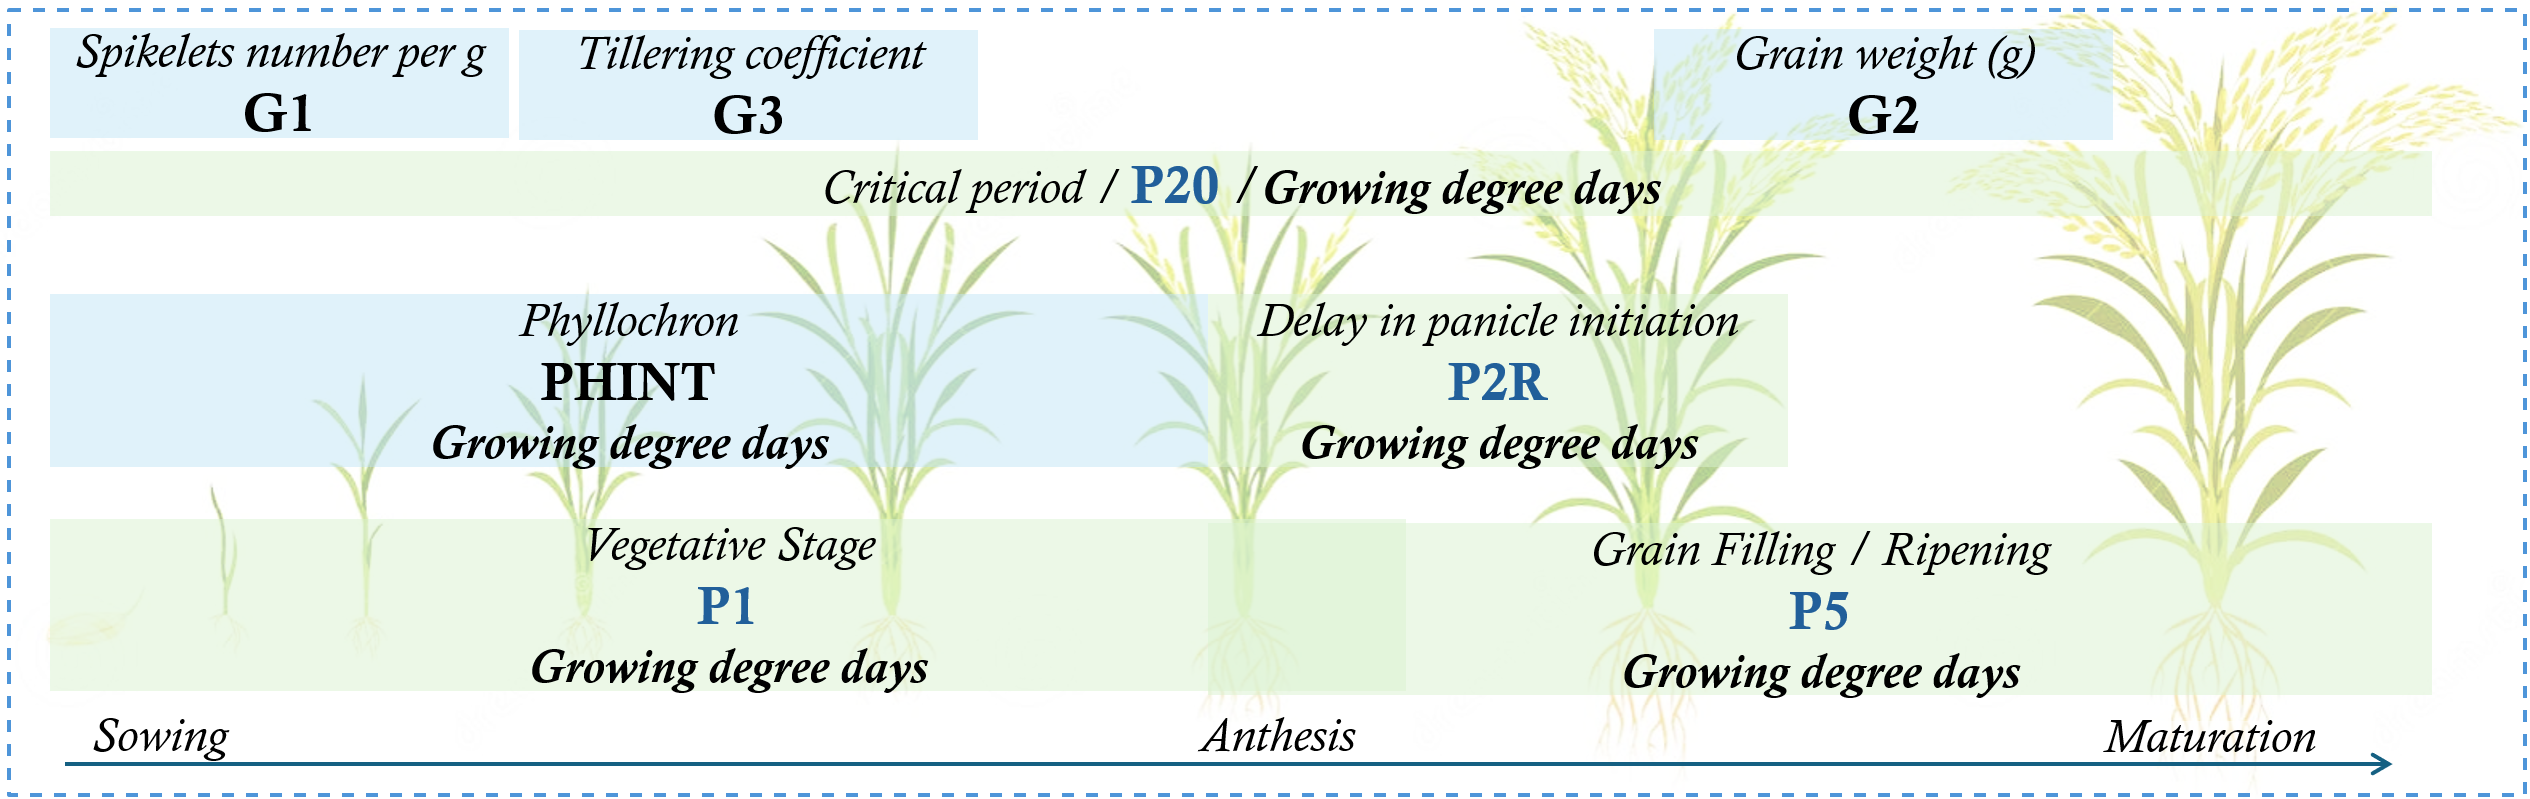 Spikelets number per g
G1
Tillering coefficient
G3
Grain weight (g)
G2
Critical period / P20 / Growing degree days
Phyllochron
PHINT
Growing degree days
Delay in panicle initiation
P2R
Growing degree days
Vegetative Stage
P1
Growing degree days
Grain Filling / Ripening
P5
Growing degree days
Sowing
Anthesis
Maturation